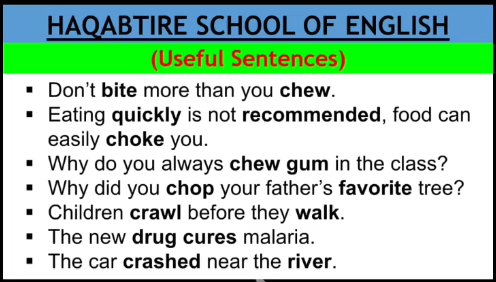 HAQABTIRE SCHOOL OF ENGLISH
(Useful Sentences)
▪ Don't bite more than you chew.
▪ Eating quickly is not recommended, food can
easily choke you.
▪ Why do you always chew gum in the class?
▪ Why did you chop your father's favorite tree?
▪ Children crawl before they walk.
▪ The new drug cures malaria.
▪ The car crashed near the river.